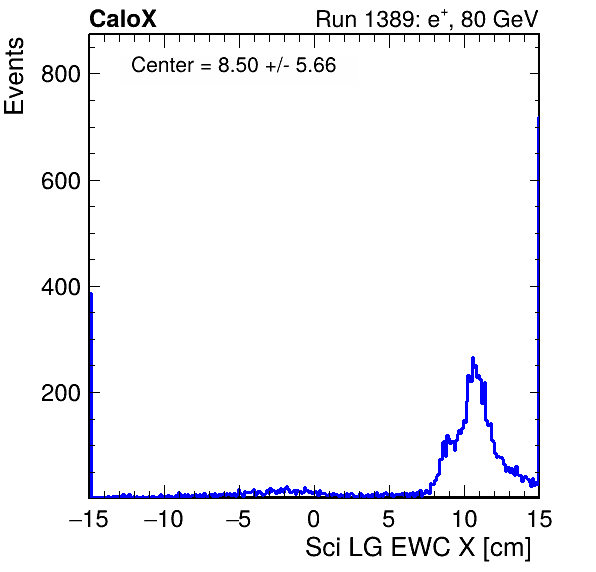 CaloX Run 1389: e⁺, 80 GeV
Center = 8.50 +/- 5.66
Events
800
600
400
200
−15 −10 −5 0 5 10 15
Sci LG EWC X [cm]